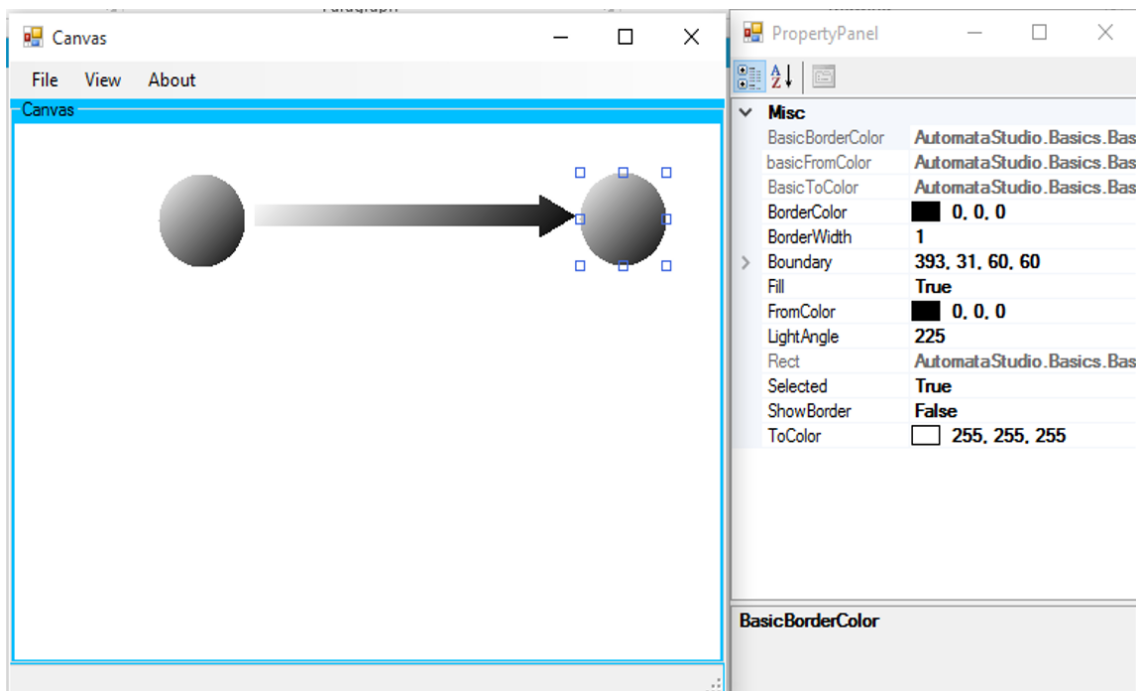 Paragraph
Canvas
File View About
Canvas
PropertyPanel
Misc
BasicBorderColor AutomataStudio.Basics.Bas
basicFromColor AutomataStudio.Basics.Bas
BasicToColor AutomataStudio.Basics.Bas
BorderColor 0, 0, 0
BorderWidth 1
Boundary 393, 31, 60, 60
Fill True
FromColor 0, 0, 0
LightAngle 225
Rect AutomataStudio.Basics.Bas
Selected True
ShowBorder False
ToColor 255, 255, 255
BasicBorderColor